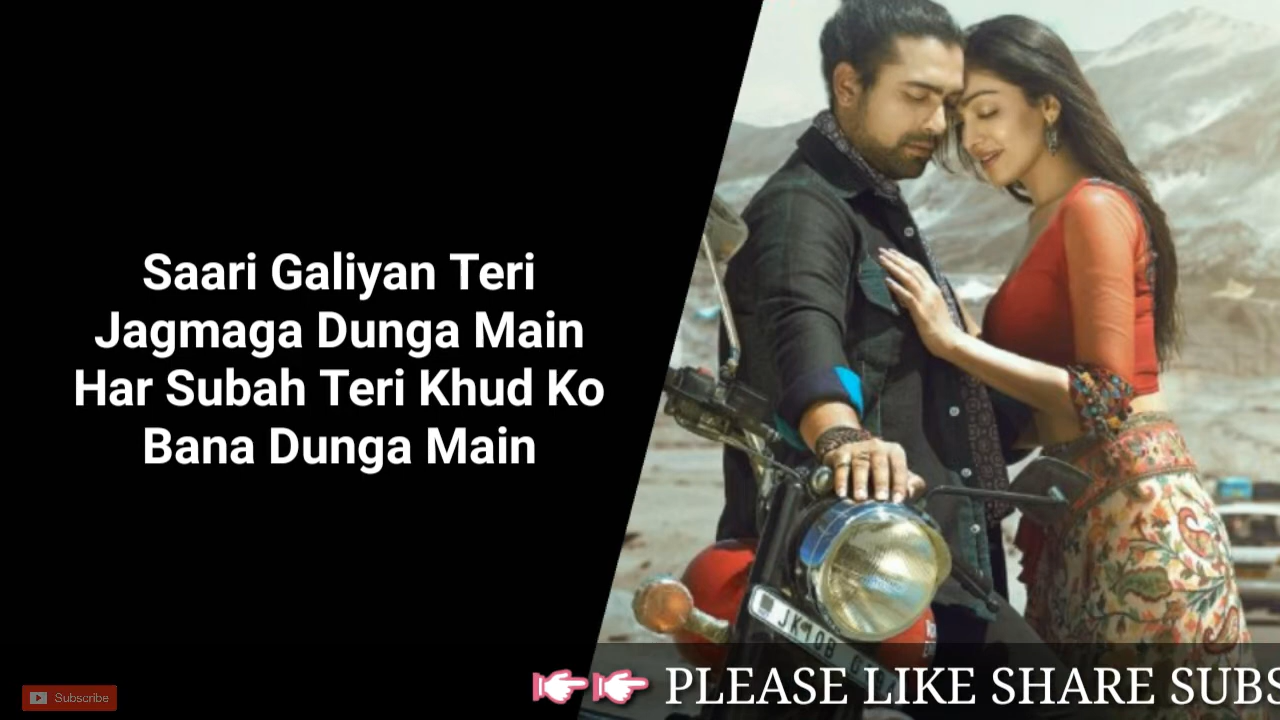 Saari Galiyan Teri
Jagmaga Dunga Main
Har Subah Teri Khud Ko
Bana Dunga Main
JK10B
PLEASE LIKE SHARE SUBS
Subscribe